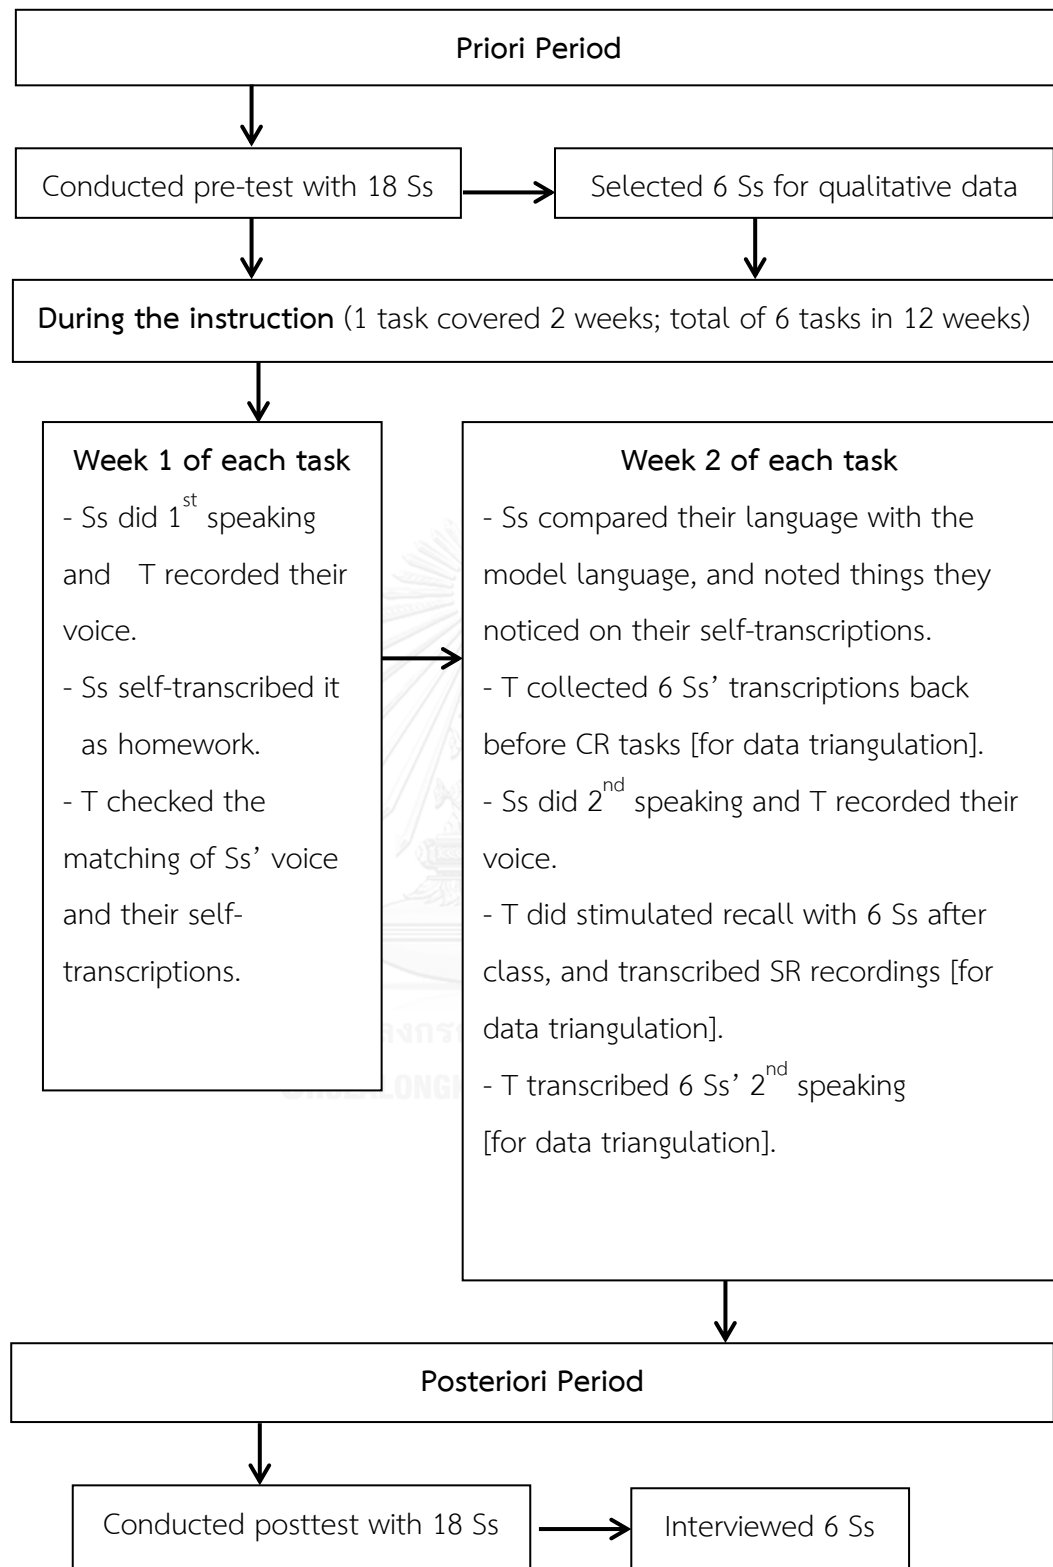 Priori Period
Conducted pre-test with 18 Ss
Selected 6 Ss for qualitative data
During the instruction (1 task covered 2 weeks; total of 6 tasks in 12 weeks)
Week 1 of each task
- Ss did 1st speaking
and T recorded their
voice.
- Ss self-transcribed it
as homework.
- T checked the
matching of Ss’ voice
and their self-
transcriptions.
Week 2 of each task
- Ss compared their language with the
model language, and noted things they
noticed on their self-transcriptions.
- T collected 6 Ss’ transcriptions back
before CR tasks [for data triangulation].
- Ss did 2nd speaking and T recorded their
voice.
- T did stimulated recall with 6 Ss after
class, and transcribed SR recordings [for
data triangulation].
- T transcribed 6 Ss’ 2nd speaking
[for data triangulation].
Posteriori Period
Conducted posttest with 18 Ss
Interviewed 6 Ss